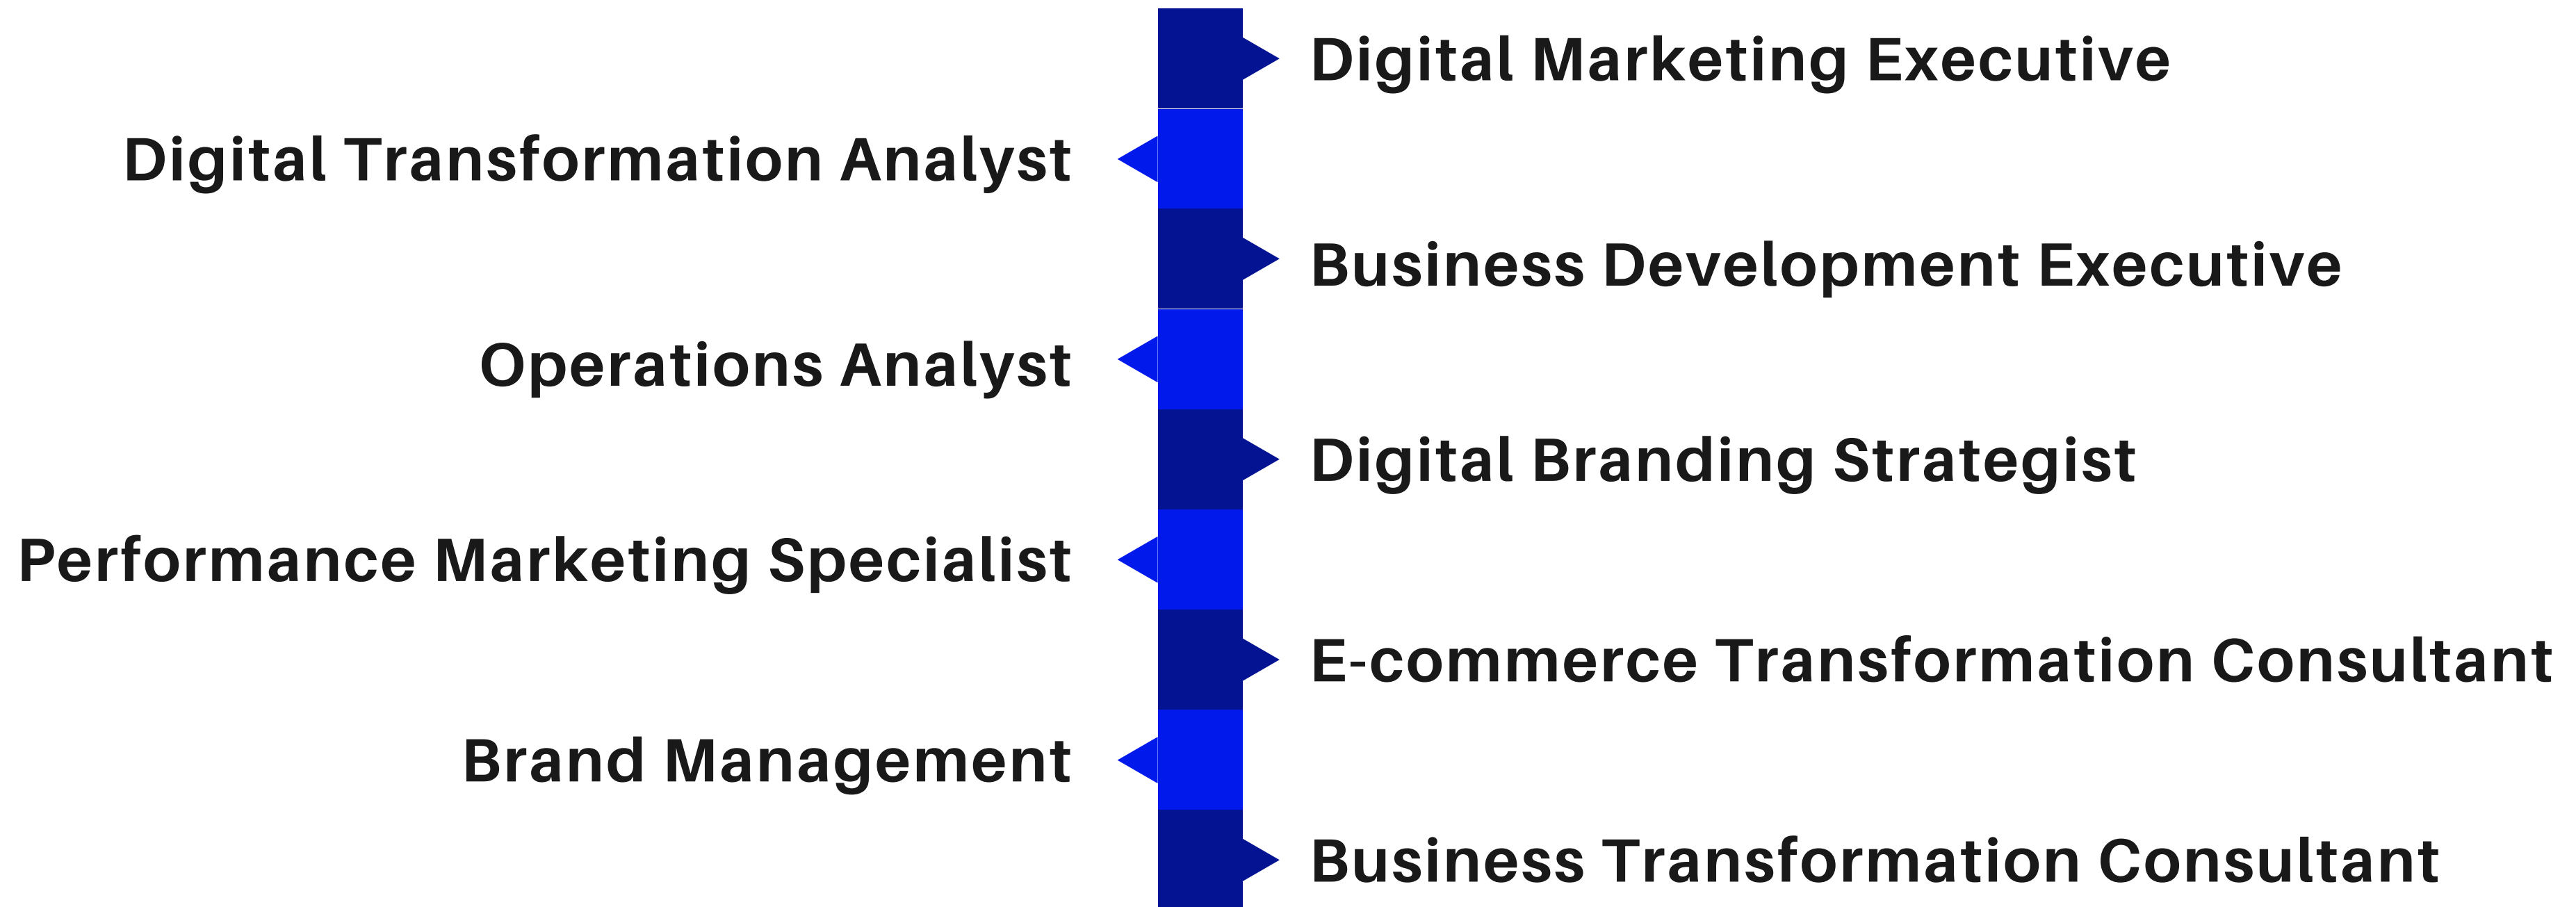 Digital Marketing Executive
Digital Transformation Analyst
Business Development Executive
Operations Analyst
Digital Branding Strategist
Performance Marketing Specialist
E-commerce Transformation Consultant
Brand Management
Business Transformation Consultant